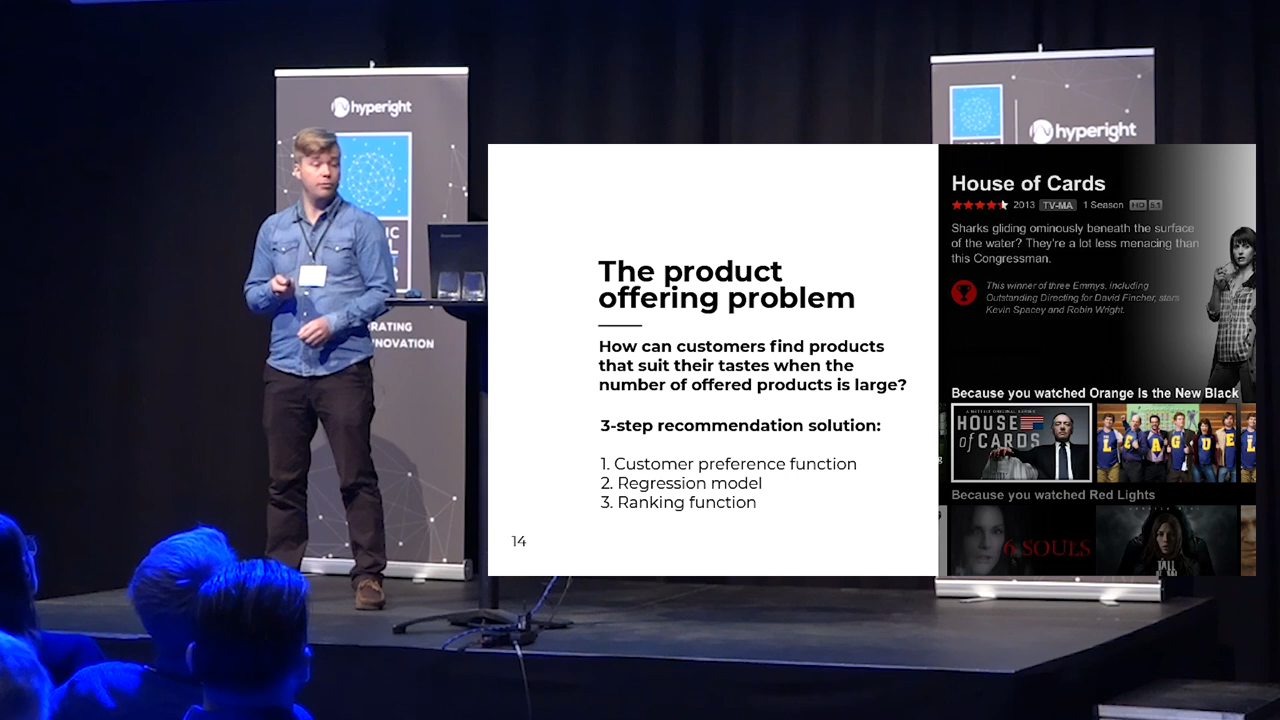 hyperight
IC
L
RATING
NOVATION
hyperight
The product
offering problem
How can customers find products
that suit their tastes when the
number of offered products is large?
3-step recommendation solution:
1. Customer preference function
2. Regression model
3. Ranking function
14
House of Cards
2013 TV-MA 1 Season HD 5.1
Sharks gliding ominously beneath the surface
of the water? They're a lot less menacing than
this Congressman.
This winner of three Emmys, including
Outstanding Directing for David Fincher, stars
Kevin Spacey and Robin Wright.
Because you watched Orange Is the New Black
HOUSE
of CARDS
L E A G U E L
Because you watched Red Lights
6 SOULS
TALL